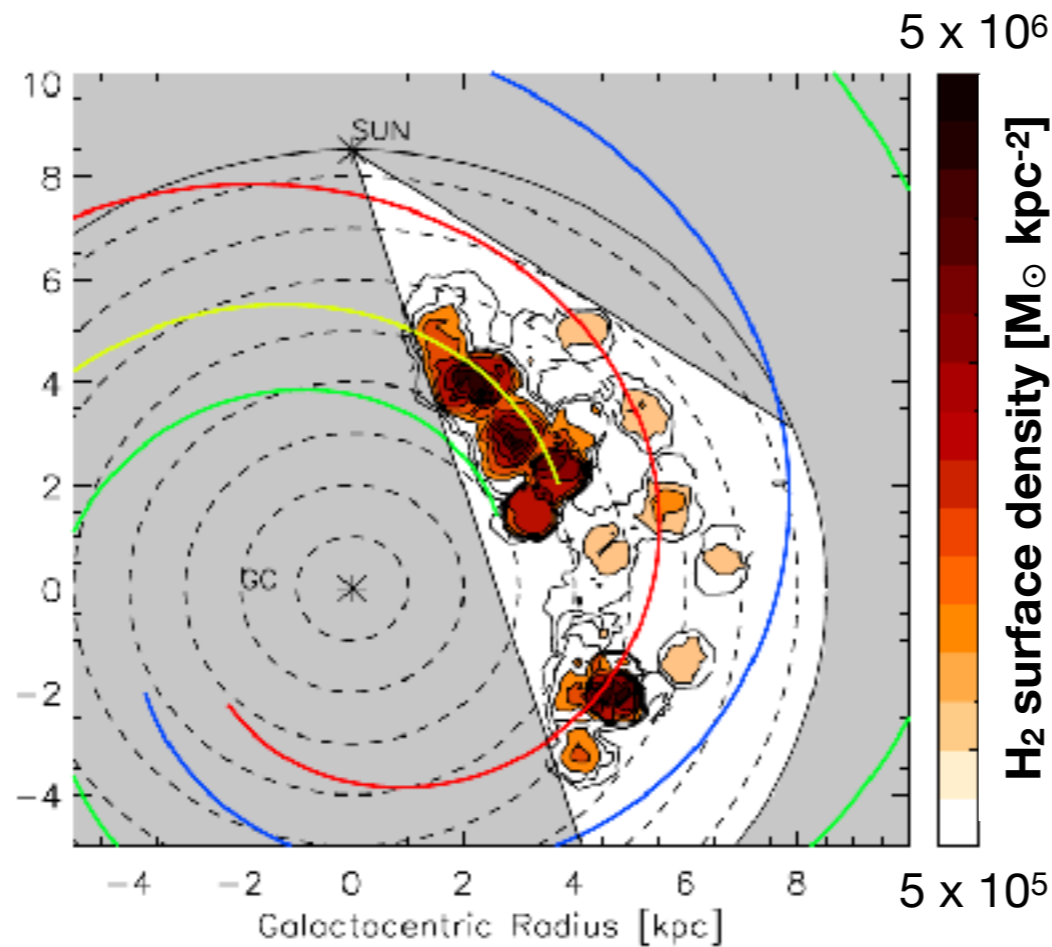 5 x 10⁶
10
SUN
8
6
4
2
GC
0
−2
−4
−4 −2 0 2 4 6 8
Galactocentric Radius [kpc]
H₂ surface density [M⊙ kpc⁻²]
5 x 10⁵